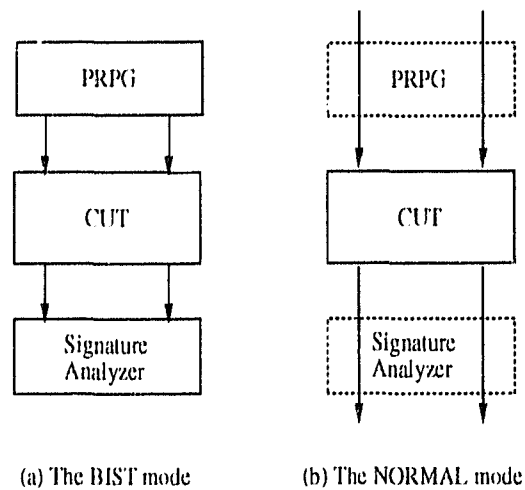 PRPG
CUT
Signature
Analyzer
(a) The BIST mode
PRPG
CUT
Signature
Analyzer
(b) The NORMAL mode